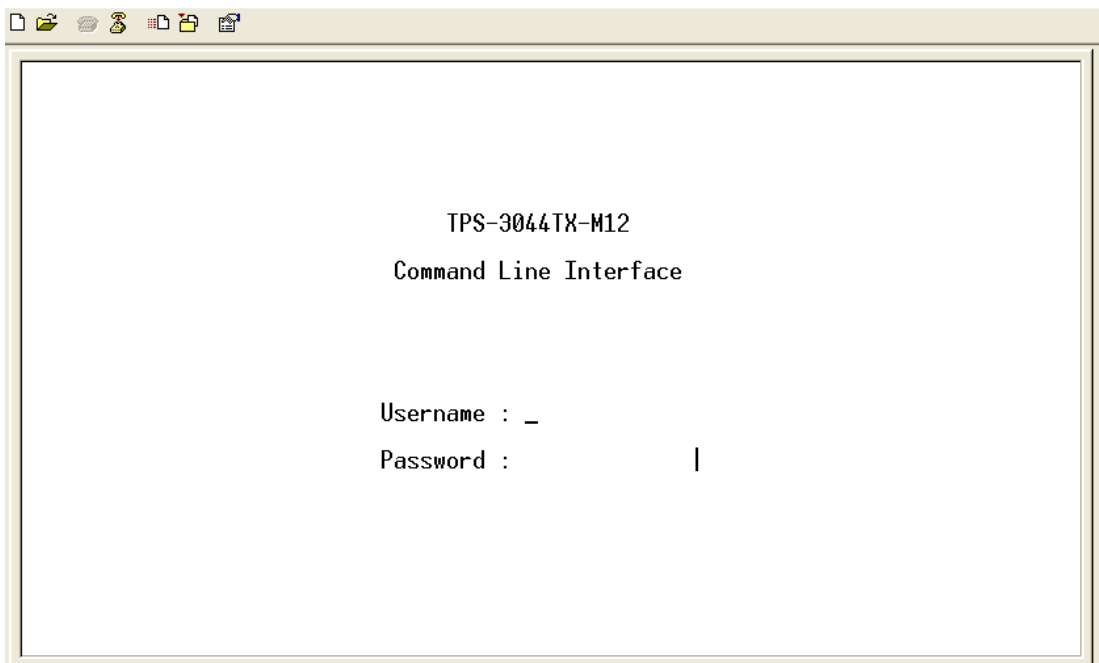 TPS-3044TX-M12
Command Line Interface
Username : _
Password :